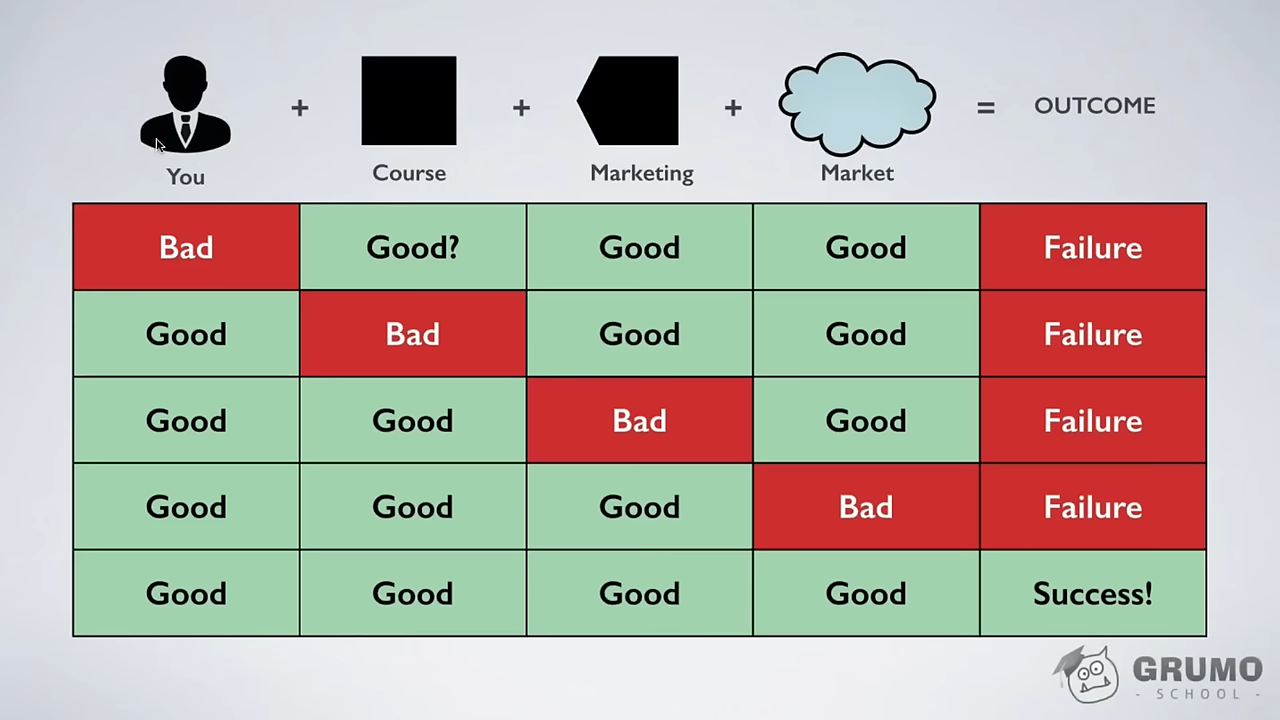 + + + = OUTCOME
You Course Marketing Market
Bad Good? Good Good Failure
Good Bad Good Good Failure
Good Good Bad Good Failure
Good Good Good Bad Failure
Good Good Good Good Success!
GRUMO
- SCHOOL -